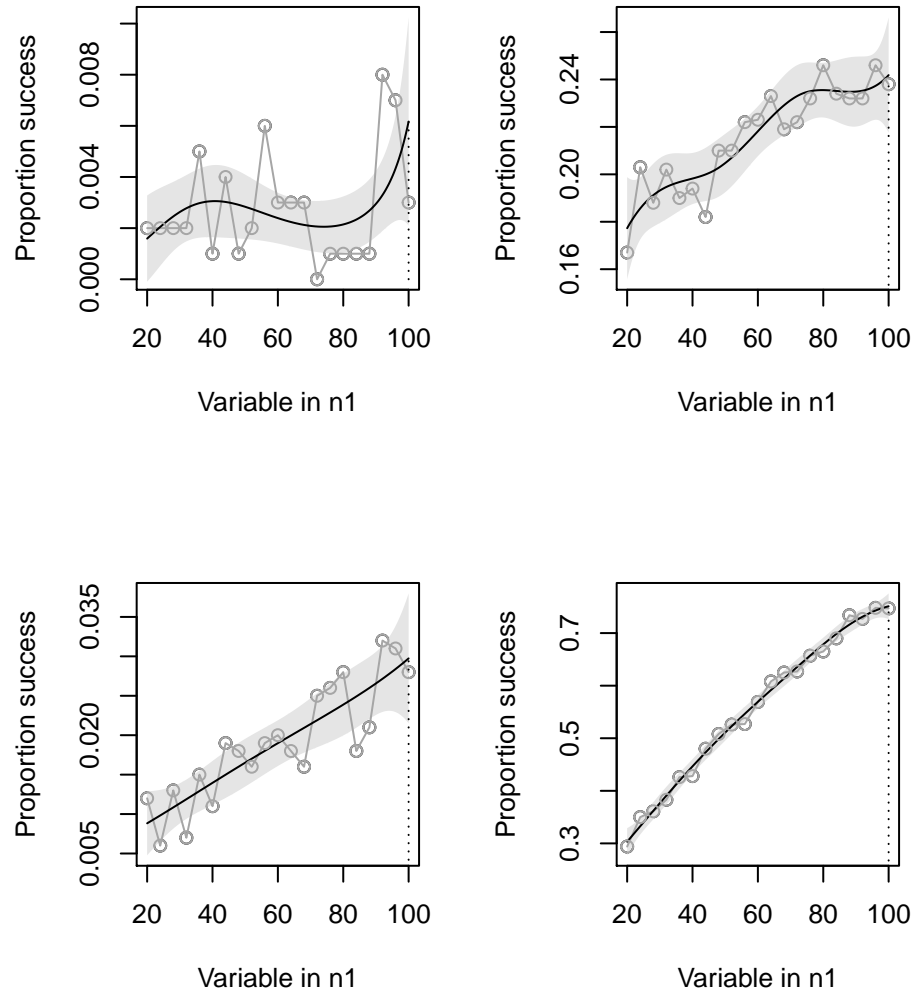 Proportion success
0.000 0.004 0.008
20 40 60 80 100
Variable in n1
Proportion success
0.16 0.20 0.24
20 40 60 80 100
Variable in n1
Proportion success
0.005 0.020 0.035
20 40 60 80 100
Variable in n1
Proportion success
0.3 0.5 0.7
20 40 60 80 100
Variable in n1